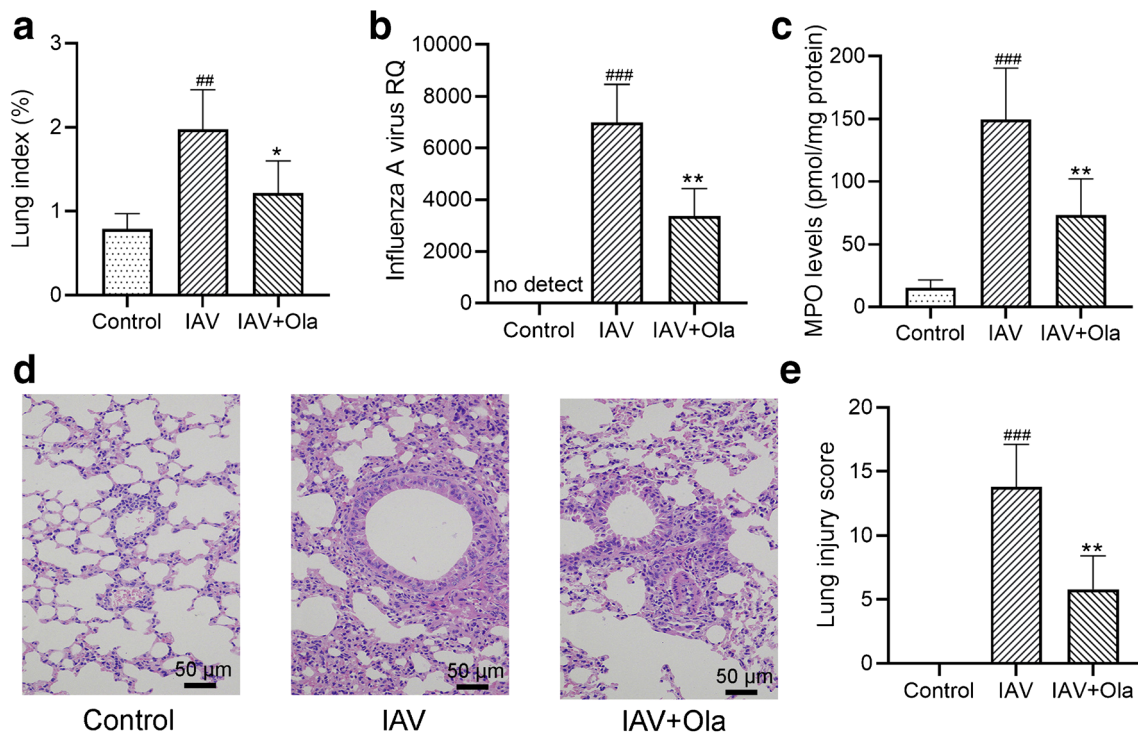 a
Lung index (%)
3
2
1
0
##
*
Control
IAV
IAV+Ola
b
Influenza A virus RQ
10000
8000
6000
4000
2000
0
no detect
###
**
Control
IAV
IAV+Ola
c
MPO levels (pmol/mg protein)
200
150
100
50
0
###
**
Control
IAV
IAV+Ola
d
50 μm
50 μm
50 μm
Control
IAV
IAV+Ola
e
Lung injury score
20
15
10
5
0
###
**
Control
IAV
IAV+Ola